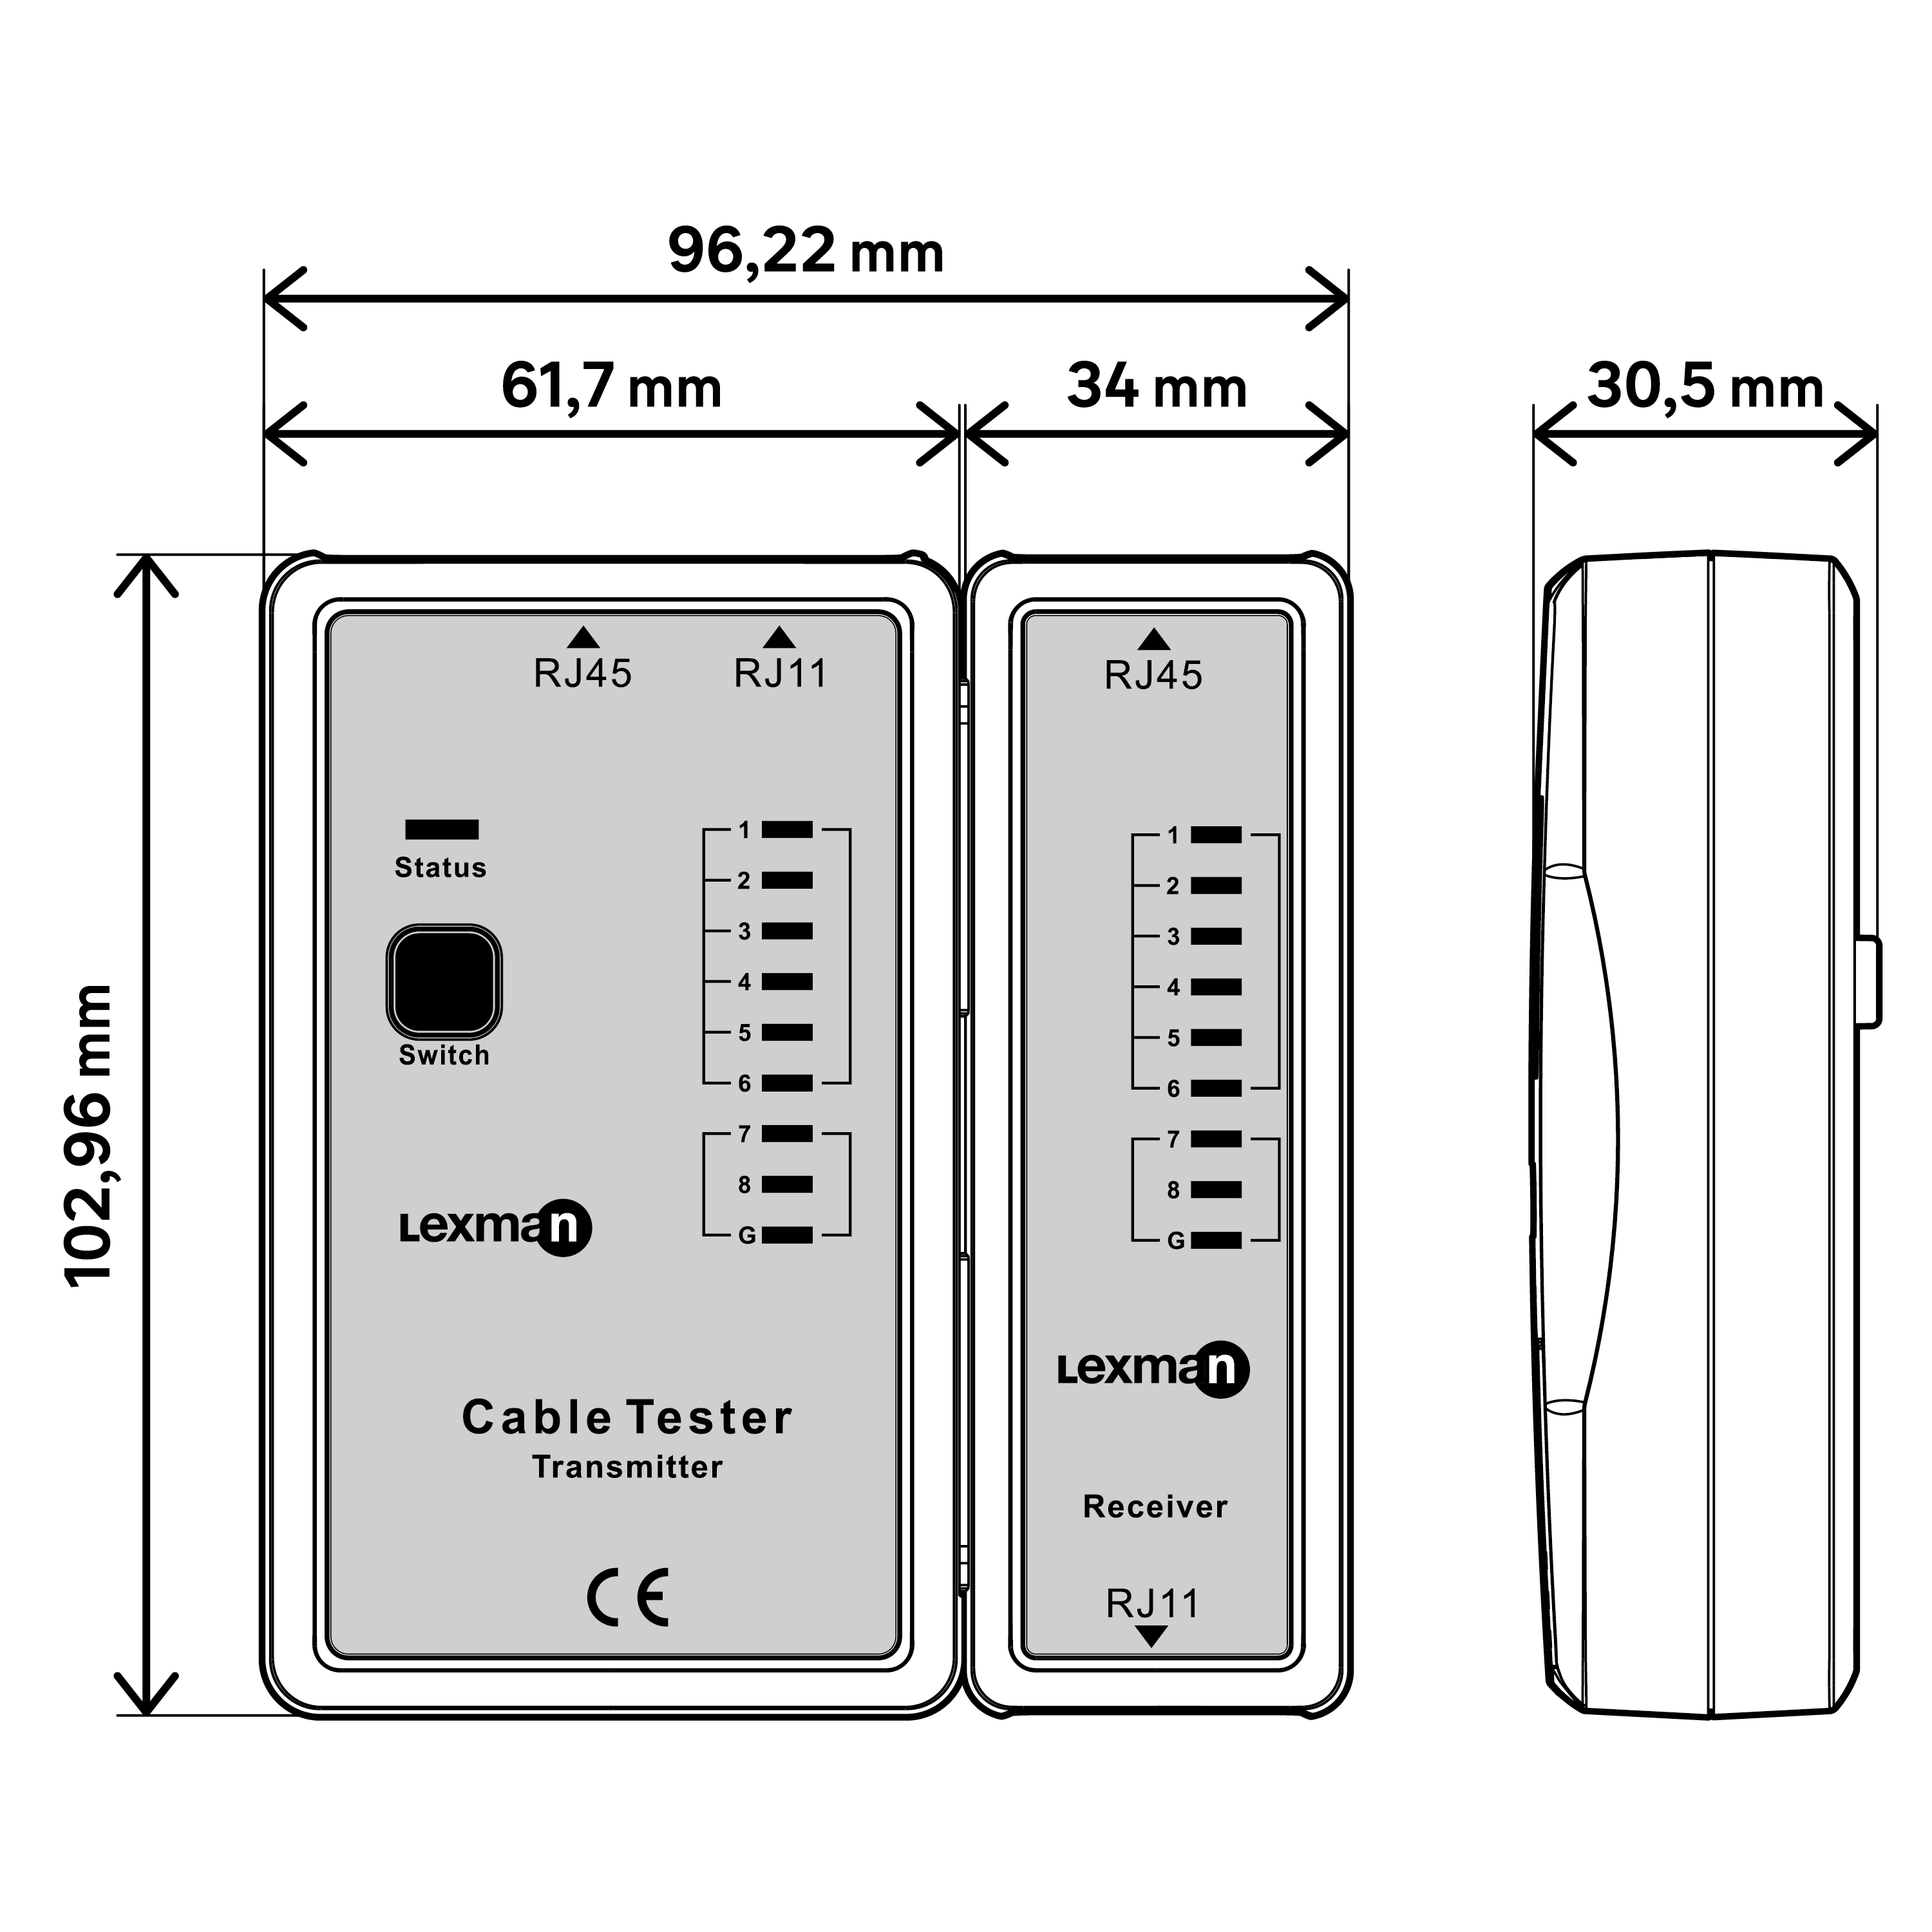 96,22 mm
61,7 mm
34 mm
30,5 mm
102,96 mm
RJ45
RJ11
Status
Switch
1
2
3
4
5
6
7
8
G
Lexman
Cable Tester
Transmitter
CE
RJ45
1
2
3
4
5
6
7
8
G
Lexman
Receiver
RJ11